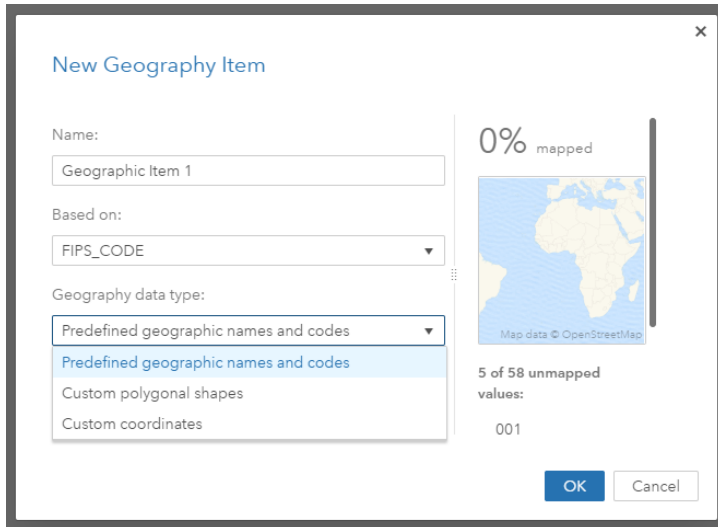 New Geography Item
Name:
Geographic Item 1
Based on:
FIPS_CODE
Geography data type:
Predefined geographic names and codes
Predefined geographic names and codes
Custom polygonal shapes
Custom coordinates
0% mapped
Map data © OpenStreetMap
5 of 58 unmapped
values:
001
OK
Cancel